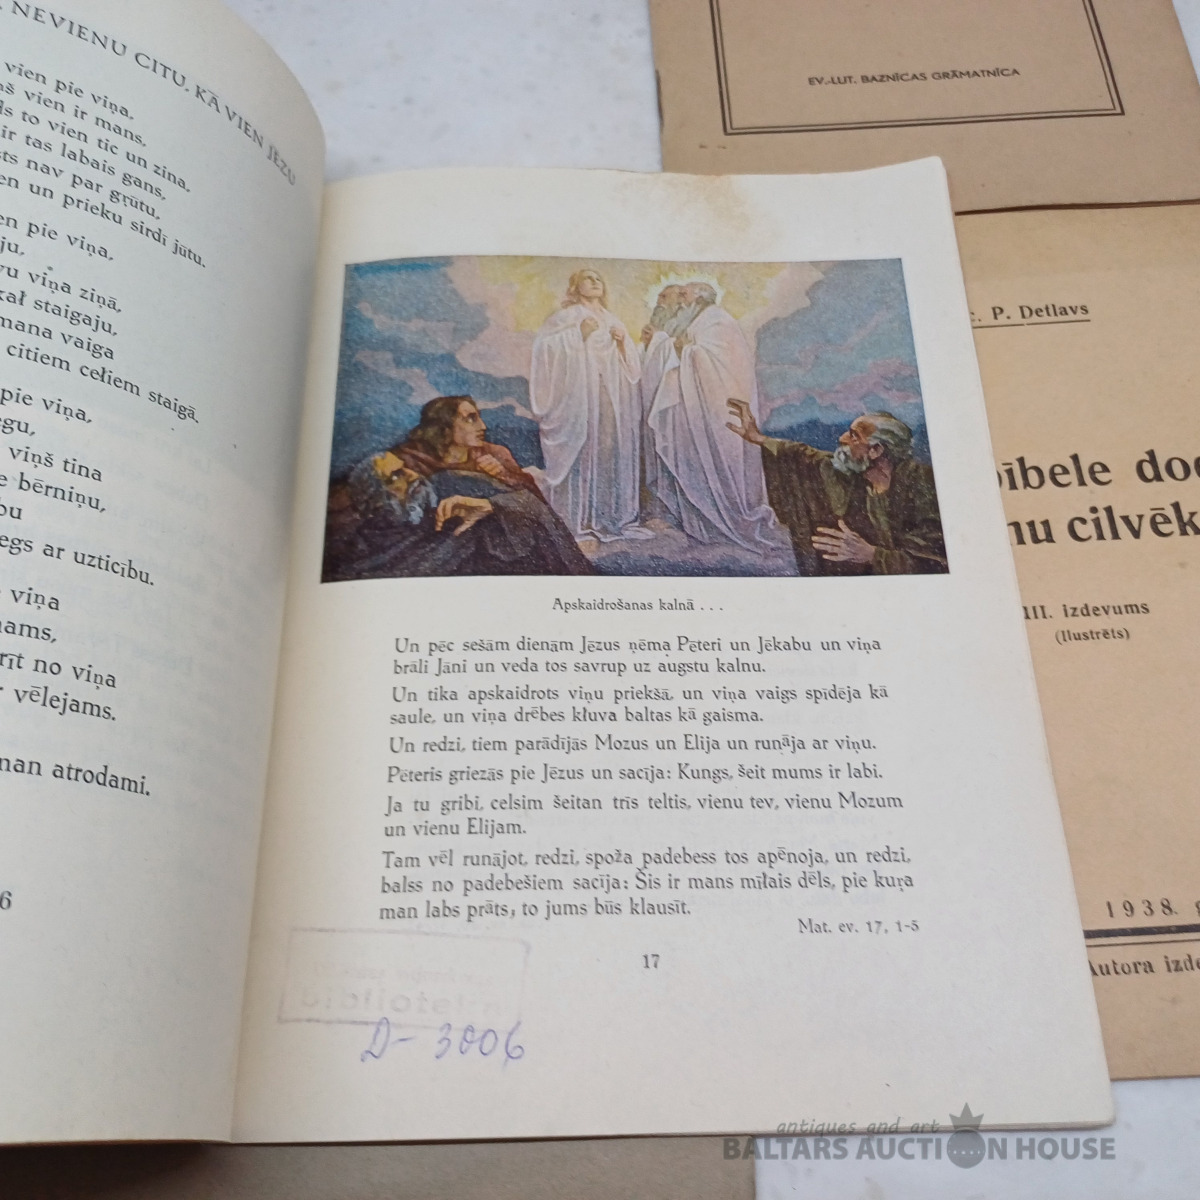 NEVIENU CITU, KĀ VIEN JĒZU
vien pie viņa,
vien ir mans,
to vien tic un zina,
ir tas labais gans,
nav par grūtu,
un prieku sirdī jūtu.
pie viņa,
viņa ziņā,
staigaju,
mana vaiga
citiem ceļiem staigā.
pie viņa,
viņš tina
bērniņu,
ar uzticību.
viņa
no viņa
vēlejams.
atrodami.
Apskaidrošanas kalnā . . .
Un pēc sešām dienām Jēzus ņēma Pēteri un Jēkabu un viņa
brāli Jāni un veda tos savrup uz augstu kalnu.
Un tika apskaidrots viņu priekšā, un viņa vaigs spīdēja kā
saule, un viņa drēbes kļuva baltas kā gaisma.
Un redzi, tiem parādījās Mozus un Elija un runāja ar viņu.
Pēteris griezās pie Jēzus un sacīja: Kungs, šeit mums ir labi.
Ja tu gribi, celsim šeitan trīs teltis, vienu tev, vienu Mozum
un vienu Elijam.
Tam vēl runājot, redzi, spoža padebess tos apēnoja, un redzi,
balss no padebešiem sacīja: Šis ir mans mīļais dēls, pie kuŗa
man labs prāts, to jums būs klausīt.
Mat. ev. 17, 1-5
17
bibliotēka
D- 3006
EV.-LUT. BAZNĪCAS GRĀMATNĪCA
P. Detlavs
III. izdevums
(Ilustrēts)
1938.
Autora
antiques and art
BALTARS AUCTION HOUSE